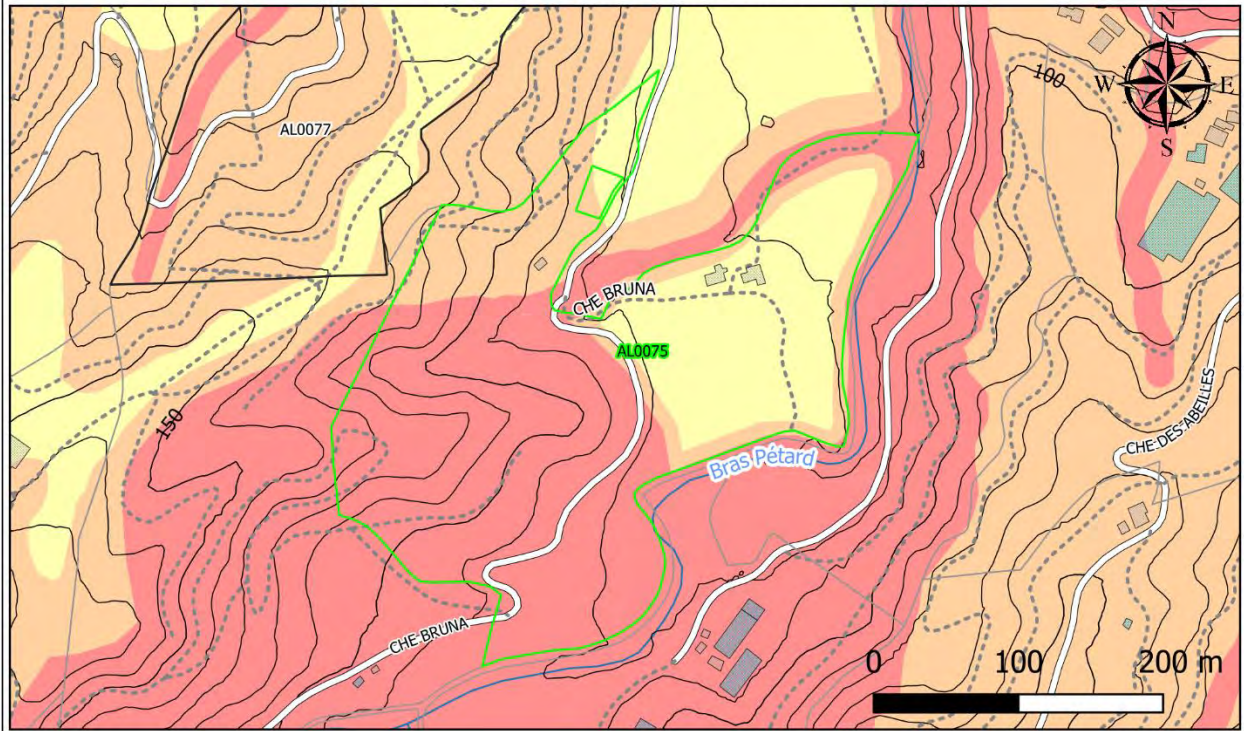 N
W E
S
100
AL0077
CHE BRUNA
AL0075
CHE DES ABEILLES
150
Bras Pétard
CHE BRUNA
0 100 200 m